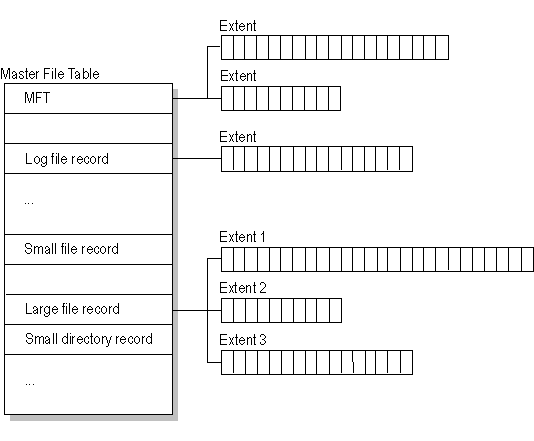 Extent
Extent
Master File Table
MFT
Extent
Log file record
...
Extent 1
Small file record
Extent 2
Large file record
Small directory record
Extent 3
...